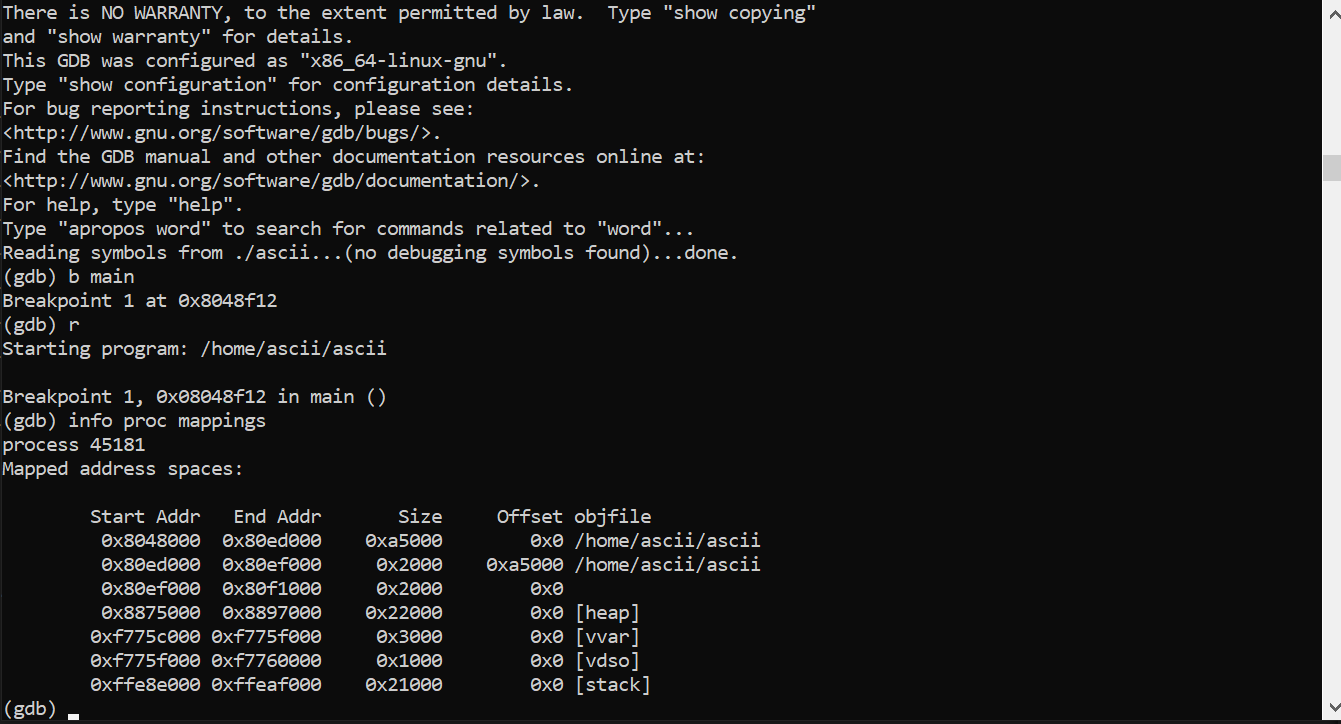 There is NO WARRANTY, to the extent permitted by law.  Type "show copying"
and "show warranty" for details.
This GDB was configured as "x86_64-linux-gnu".
Type "show configuration" for configuration details.
For bug reporting instructions, please see:
<http://www.gnu.org/software/gdb/bugs/>.
Find the GDB manual and other documentation resources online at:
<http://www.gnu.org/software/gdb/documentation/>.
For help, type "help".
Type "apropos word" to search for commands related to "word"...
Reading symbols from ./ascii...(no debugging symbols found)...done.
(gdb) b main
Breakpoint 1 at 0x8048f12
(gdb) r
Starting program: /home/ascii/ascii

Breakpoint 1, 0x08048f12 in main ()
(gdb) info proc mappings
process 45181
Mapped address spaces:

        Start Addr   End Addr       Size     Offset objfile
         0x8048000  0x80ed000    0xa5000        0x0 /home/ascii/ascii
         0x80ed000  0x80ef000     0x2000    0xa5000 /home/ascii/ascii
         0x80ef000  0x80f1000     0x2000        0x0
         0x8875000  0x8897000    0x22000        0x0 [heap]
        0xf775c000 0xf775f000     0x3000        0x0 [vvar]
        0xf775f000 0xf7760000     0x1000        0x0 [vdso]
        0xffe8e000 0xffeaf000    0x21000        0x0 [stack]
(gdb)